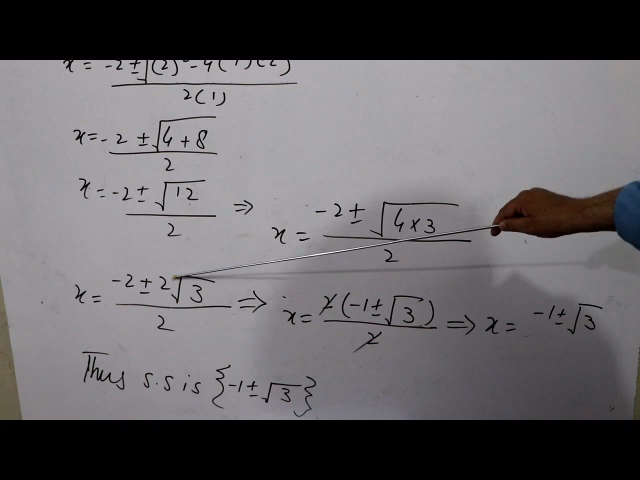 x = -2 ± √(2)² - 4(1)(2) / 2(1)
x = -2 ± √4 + 8 / 2
x = -2 ± √12 / 2 ⇒ x = -2 ± √4 × 3 / 2
x = -2 ± 2√3 / 2 ⇒ x = 2(-1 ± √3) / 2 ⇒ x = -1 ± √3
Thus s.s is {-1 ± √3}